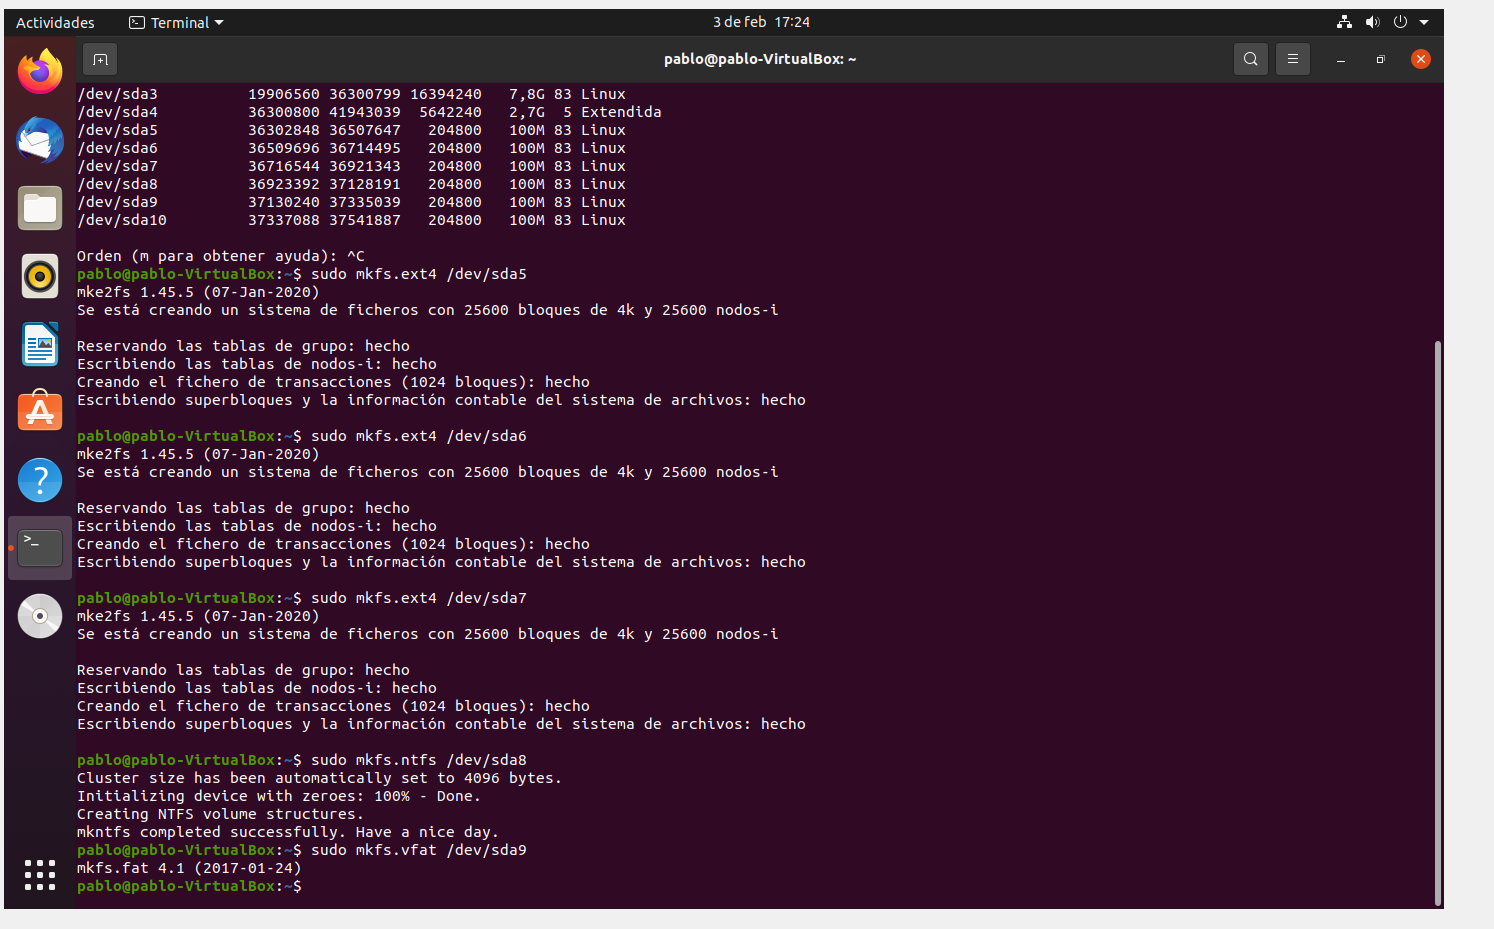 Actividades Terminal 3 de feb 17:24
pablo@pablo-VirtualBox: ~
/dev/sda3 19906560 36300799 16394240 7,8G 83 Linux
/dev/sda4 36300800 41943039 5642240 2,7G 5 Extendida
/dev/sda5 36302848 36507647 204800 100M 83 Linux
/dev/sda6 36509696 36714495 204800 100M 83 Linux
/dev/sda7 36716544 36921343 204800 100M 83 Linux
/dev/sda8 36923392 37128191 204800 100M 83 Linux
/dev/sda9 37130240 37335039 204800 100M 83 Linux
/dev/sda10 37337088 37541887 204800 100M 83 Linux
Orden (m para obtener ayuda): ^C
pablo@pablo-VirtualBox:~$ sudo mkfs.ext4 /dev/sda5
mke2fs 1.45.5 (07-Jan-2020)
Se está creando un sistema de ficheros con 25600 bloques de 4k y 25600 nodos-i
Reservando las tablas de grupo: hecho
Escribiendo las tablas de nodos-i: hecho
Creando el fichero de transacciones (1024 bloques): hecho
Escribiendo superbloques y la información contable del sistema de archivos: hecho
pablo@pablo-VirtualBox:~$ sudo mkfs.ext4 /dev/sda6
mke2fs 1.45.5 (07-Jan-2020)
Se está creando un sistema de ficheros con 25600 bloques de 4k y 25600 nodos-i
Reservando las tablas de grupo: hecho
Escribiendo las tablas de nodos-i: hecho
Creando el fichero de transacciones (1024 bloques): hecho
Escribiendo superbloques y la información contable del sistema de archivos: hecho
pablo@pablo-VirtualBox:~$ sudo mkfs.ext4 /dev/sda7
mke2fs 1.45.5 (07-Jan-2020)
Se está creando un sistema de ficheros con 25600 bloques de 4k y 25600 nodos-i
Reservando las tablas de grupo: hecho
Escribiendo las tablas de nodos-i: hecho
Creando el fichero de transacciones (1024 bloques): hecho
Escribiendo superbloques y la información contable del sistema de archivos: hecho
pablo@pablo-VirtualBox:~$ sudo mkfs.ntfs /dev/sda8
Cluster size has been automatically set to 4096 bytes.
Initializing device with zeroes: 100% - Done.
Creating NTFS volume structures.
mkntfs completed successfully. Have a nice day.
pablo@pablo-VirtualBox:~$ sudo mkfs.vfat /dev/sda9
mkfs.fat 4.1 (2017-01-24)
pablo@pablo-VirtualBox:~$